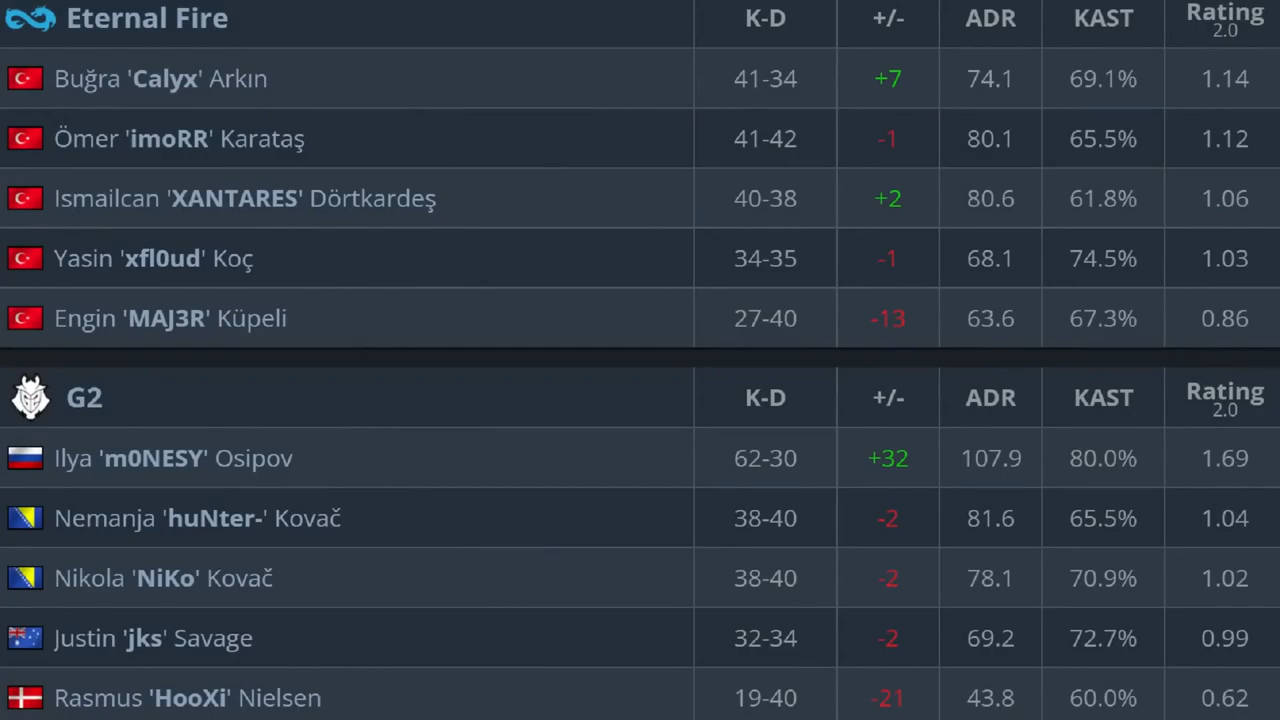 Eternal Fire K-D +/- ADR KAST Rating 2.0
Buğra 'Calyx' Arkın 41-34 +7 74.1 69.1% 1.14
Ömer 'imoRR' Karataş 41-42 -1 80.1 65.5% 1.12
Ismailcan 'XANTARES' Dörtkardeş 40-38 +2 80.6 61.8% 1.06
Yasin 'xfl0ud' Koç 34-35 -1 68.1 74.5% 1.03
Engin 'MAJ3R' Küpeli 27-40 -13 63.6 67.3% 0.86
G2 K-D +/- ADR KAST Rating 2.0
Ilya 'm0NESY' Osipov 62-30 +32 107.9 80.0% 1.69
Nemanja 'huNter-' Kovač 38-40 -2 81.6 65.5% 1.04
Nikola 'NiKo' Kovač 38-40 -2 78.1 70.9% 1.02
Justin 'jks' Savage 32-34 -2 69.2 72.7% 0.99
Rasmus 'HooXi' Nielsen 19-40 -21 43.8 60.0% 0.62